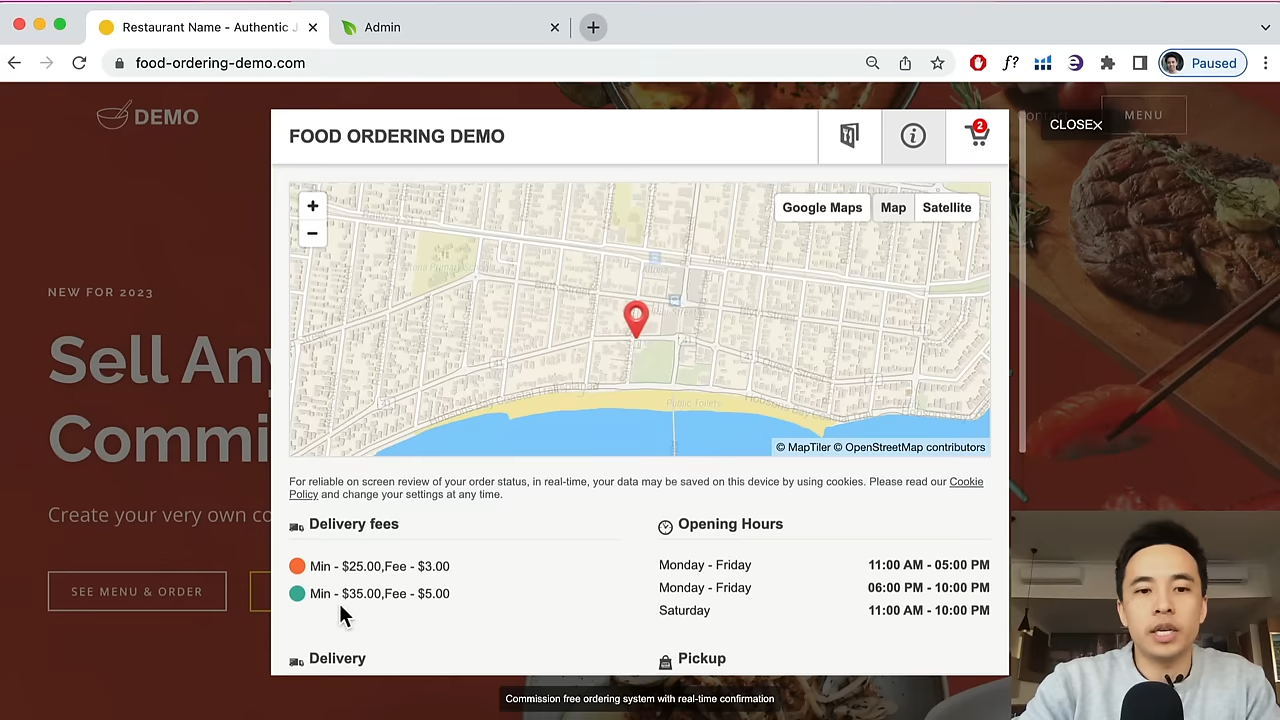 Restaurant Name - Authentic J
Admin
food-ordering-demo.com
f?
Paused
DEMO
MENU
CLOSE
FOOD ORDERING DEMO
2
Google Maps
Map
Satellite
Public Toilets
© MapTiler © OpenStreetMap contributors
NEW FOR 2023
Sell Any
Commi
Create your very own co
SEE MENU & ORDER
For reliable on screen review of your order status, in real-time, your data may be saved on this device by using cookies. Please read our Cookie
Policy and change your settings at any time.
Delivery fees
Min - $25.00,Fee - $3.00
Min - $35.00,Fee - $5.00
Opening Hours
Monday - Friday 11:00 AM - 05:00 PM
Monday - Friday 06:00 PM - 10:00 PM
Saturday 11:00 AM - 10:00 PM
Delivery
Pickup
Commission free ordering system with real-time confirmation